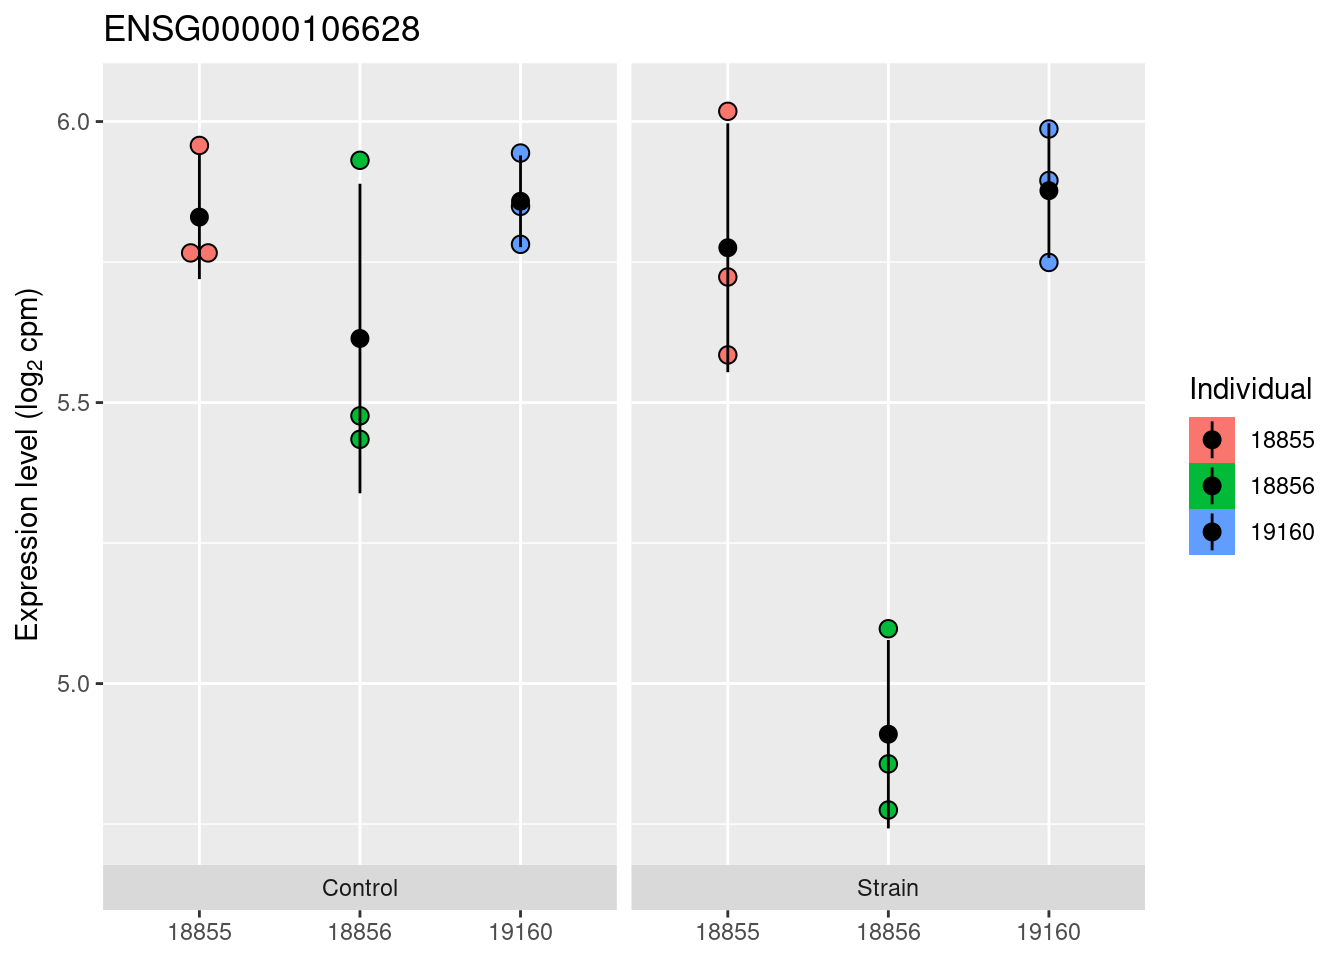 ENSG00000106628
Expression level (log₂ cpm)
6.0
5.5
5.0
Control
Strain
18855
18856
19160
18855
18856
19160
Individual
18855
18856
19160